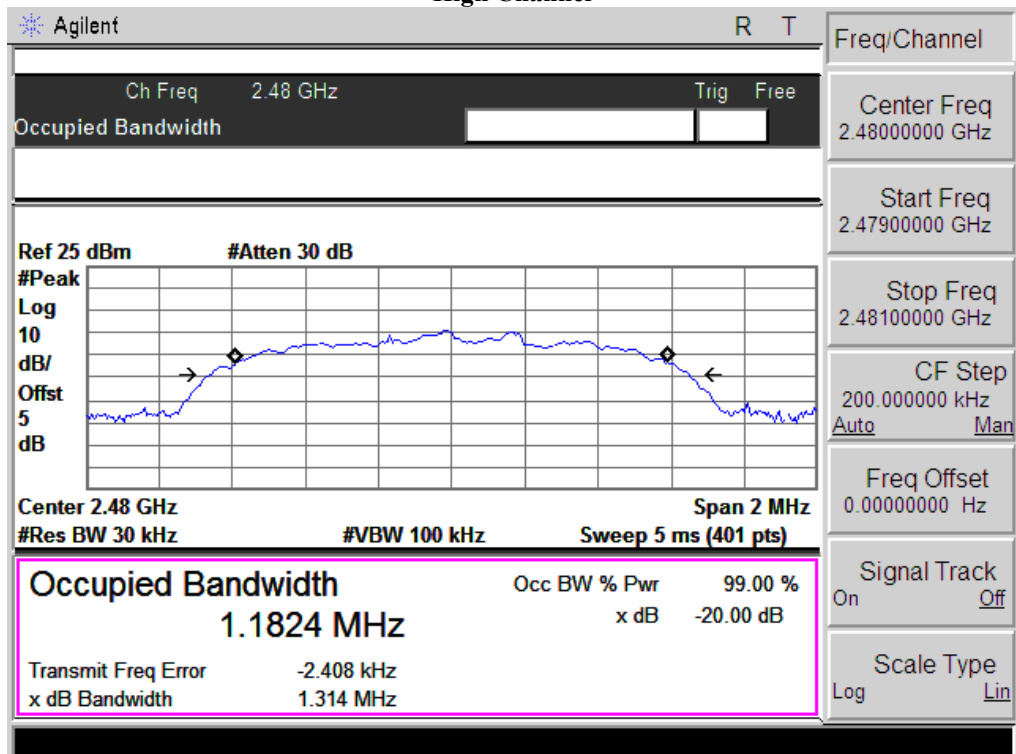 Agilent
R T
Ch Freq 2.48 GHz Trig Free
Occupied Bandwidth
Ref 25 dBm #Atten 30 dB
#Peak
Log
10
dB/
Offst
5
dB
Center 2.48 GHz Span 2 MHz
#Res BW 30 kHz #VBW 100 kHz Sweep 5 ms (401 pts)
Occupied Bandwidth
1.1824 MHz
Occ BW % Pwr 99.00 %
x dB -20.00 dB
Transmit Freq Error -2.408 kHz
x dB Bandwidth 1.314 MHz
Freq/Channel
Center Freq
2.48000000 GHz
Start Freq
2.47900000 GHz
Stop Freq
2.48100000 GHz
CF Step
200.000000 kHz
Auto Man
Freq Offset
0.00000000 Hz
Signal Track
On Off
Scale Type
Log Lin